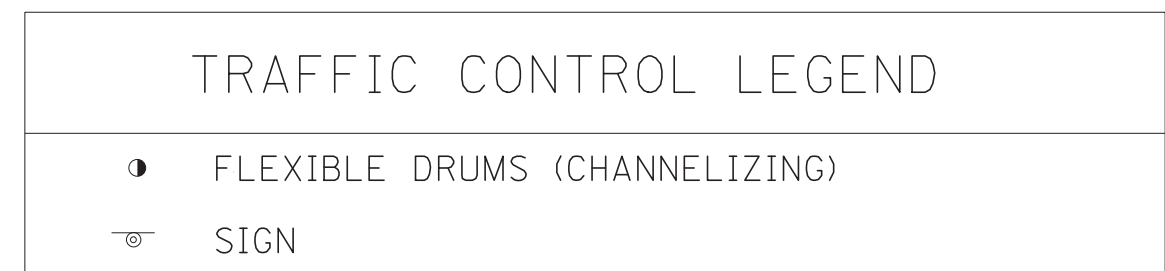 TRAFFIC CONTROL LEGEND
FLEXIBLE DRUMS (CHANNELIZING)
SIGN